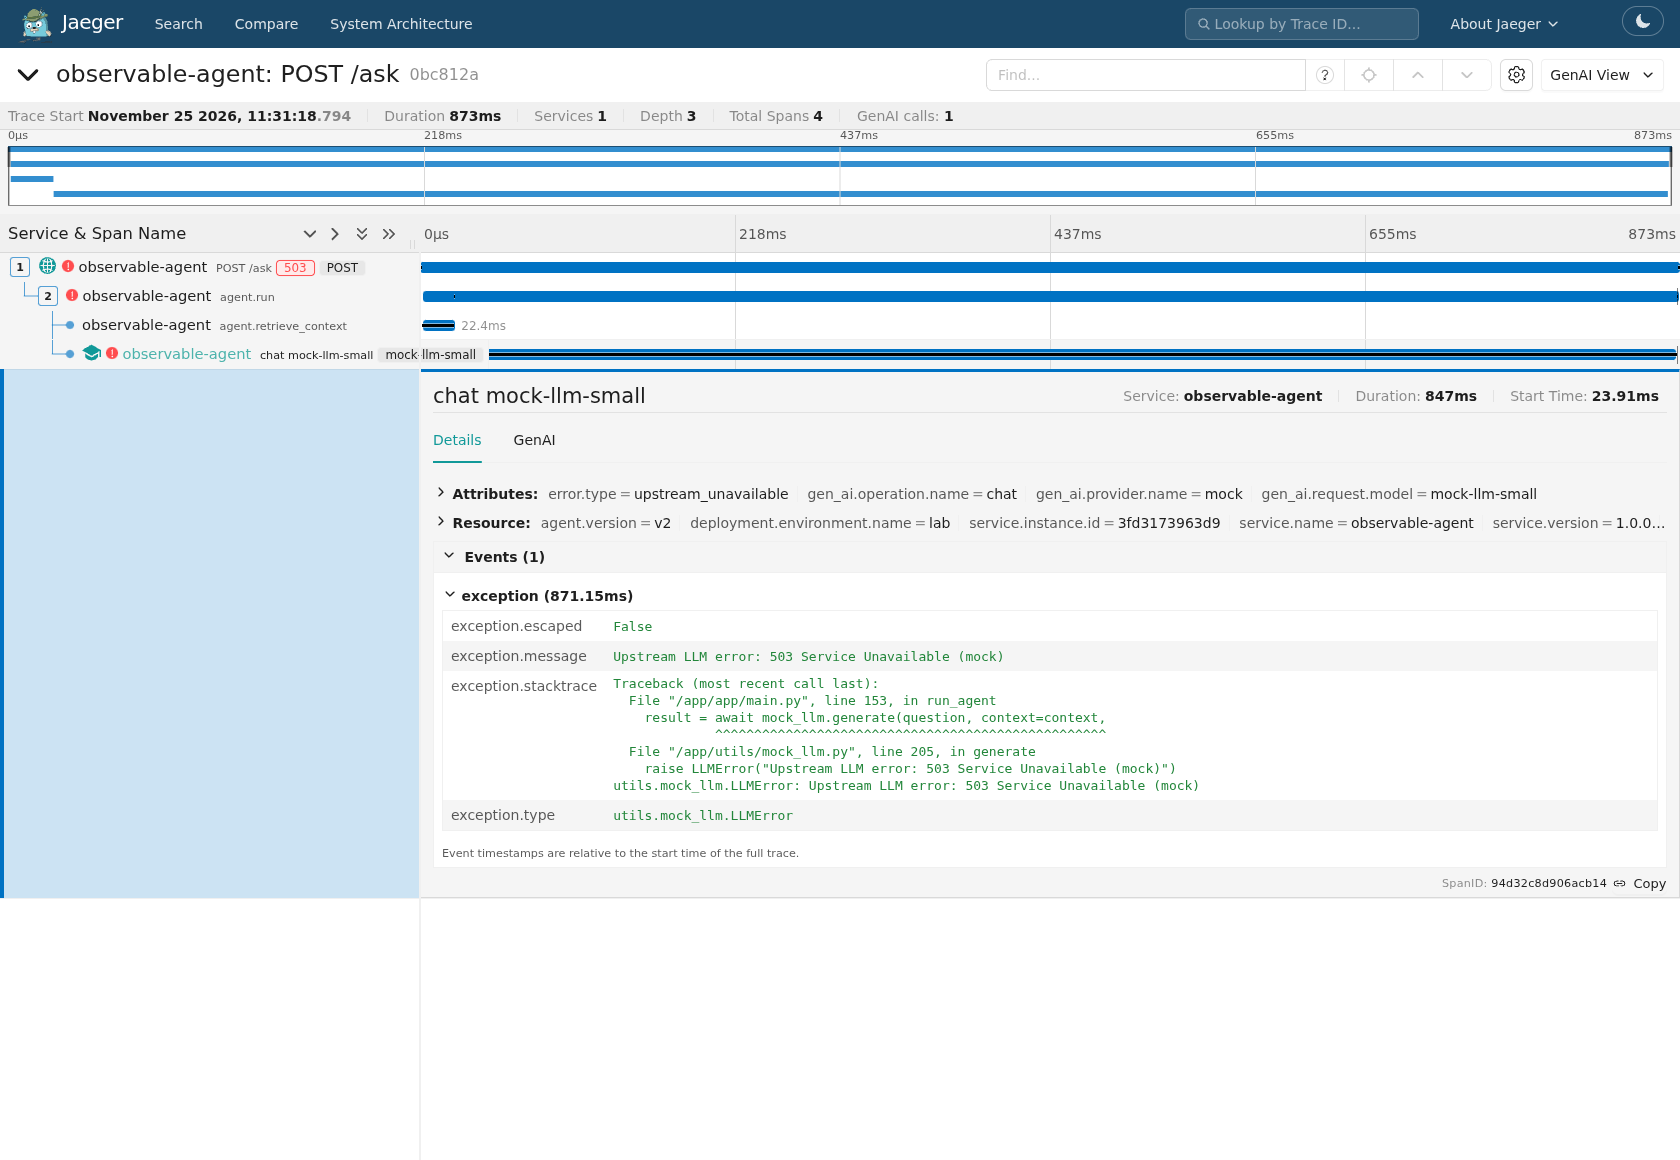 Jaeger Search Compare System Architecture Lookup by Trace ID... About Jaeger
observable-agent: POST /ask 0bc812a Find... ? GenAI View
Trace Start November 25 2026, 11:31:18.794 Duration 873ms Services 1 Depth 3 Total Spans 4 GenAI calls: 1
0μs 218ms 437ms 655ms 873ms
Service & Span Name 0μs 218ms 437ms 655ms 873ms
1 observable-agent POST /ask 503 POST
2 observable-agent agent.run
observable-agent agent.retrieve_context 22.4ms
observable-agent chat mock-llm-small mock-llm-small
chat mock-llm-small Service: observable-agent Duration: 847ms Start Time: 23.91ms
Details GenAI
Attributes: error.type = upstream_unavailable gen_ai.operation.name = chat gen_ai.provider.name = mock gen_ai.request.model = mock-llm-small
Resource: agent.version = v2 deployment.environment.name = lab service.instance.id = 3fd3173963d9 service.name = observable-agent service.version = 1.0.0...
Events (1)
exception (871.15ms)
exception.escaped False
exception.message Upstream LLM error: 503 Service Unavailable (mock)
exception.stacktrace Traceback (most recent call last):
File "/app/app/main.py", line 153, in run_agent
result = await mock_llm.generate(question, context=context,
^^^^^^^^^^^^^^^^^^^^^^^^^^^^^^^^^^^^^^^^^^^^^^^^^^
File "/app/utils/mock_llm.py", line 205, in generate
raise LLMError("Upstream LLM error: 503 Service Unavailable (mock)")
utils.mock_llm.LLMError: Upstream LLM error: 503 Service Unavailable (mock)
exception.type utils.mock_llm.LLMError
Event timestamps are relative to the start time of the full trace.
SpanID: 94d32c8d906acb14 Copy